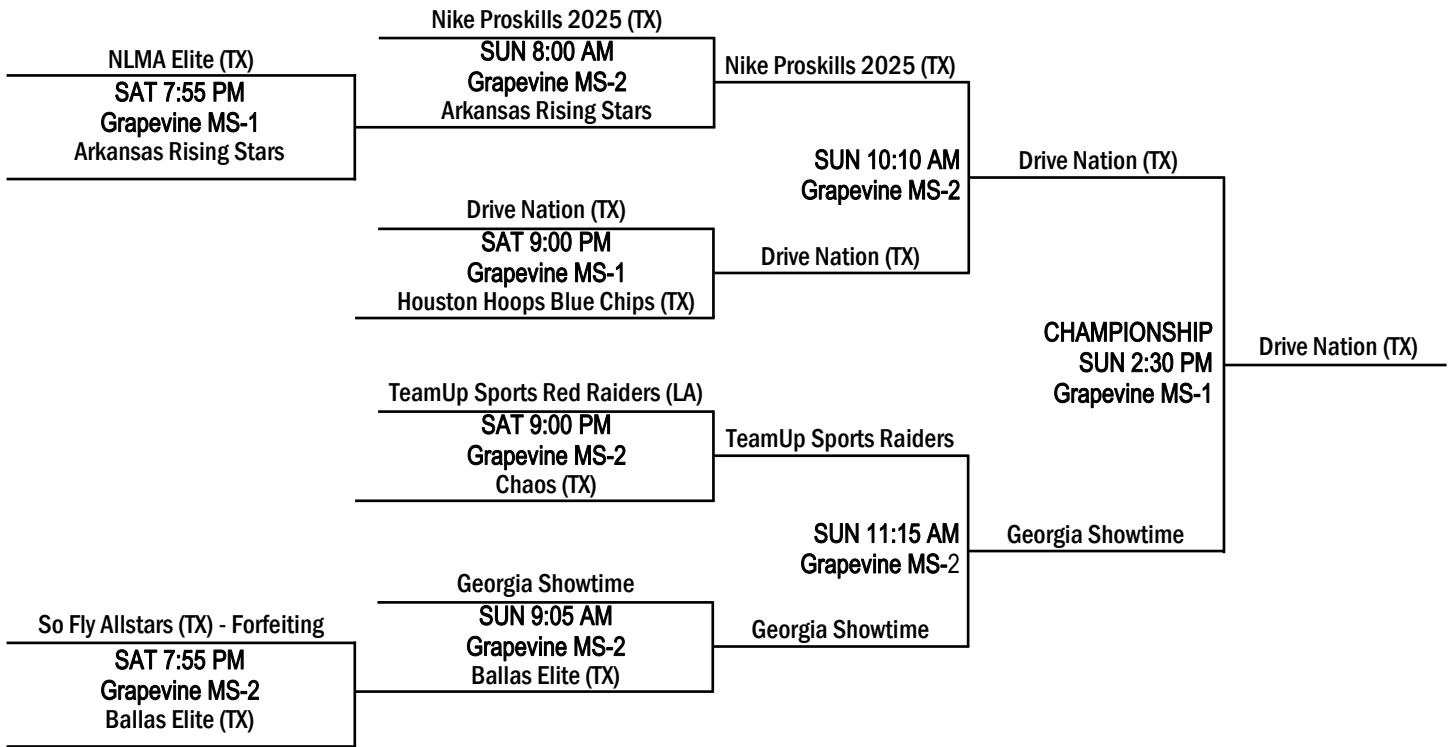 NLMA Elite (TX)
SAT 7:55 PM
Grapevine MS-1
Arkansas Rising Stars
So Fly Allstars (TX) - Forfeiting
SAT 7:55 PM
Grapevine MS-2
Ballas Elite (TX)
Nike Proskills 2025 (TX)
SUN 8:00 AM
Grapevine MS-2
Arkansas Rising Stars
Drive Nation (TX)
SAT 9:00 PM
Grapevine MS-1
Houston Hoops Blue Chips (TX)
TeamUp Sports Red Raiders (LA)
SAT 9:00 PM
Grapevine MS-2
Chaos (TX)
Georgia Showtime
SUN 9:05 AM
Grapevine MS-2
Ballas Elite (TX)
Nike Proskills 2025 (TX)
SUN 10:10 AM
Grapevine MS-2
Drive Nation (TX)
TeamUp Sports Raiders
SUN 11:15 AM
Grapevine MS-2
Georgia Showtime
Drive Nation (TX)
CHAMPIONSHIP
SUN 2:30 PM
Grapevine MS-1
Georgia Showtime
Drive Nation (TX)